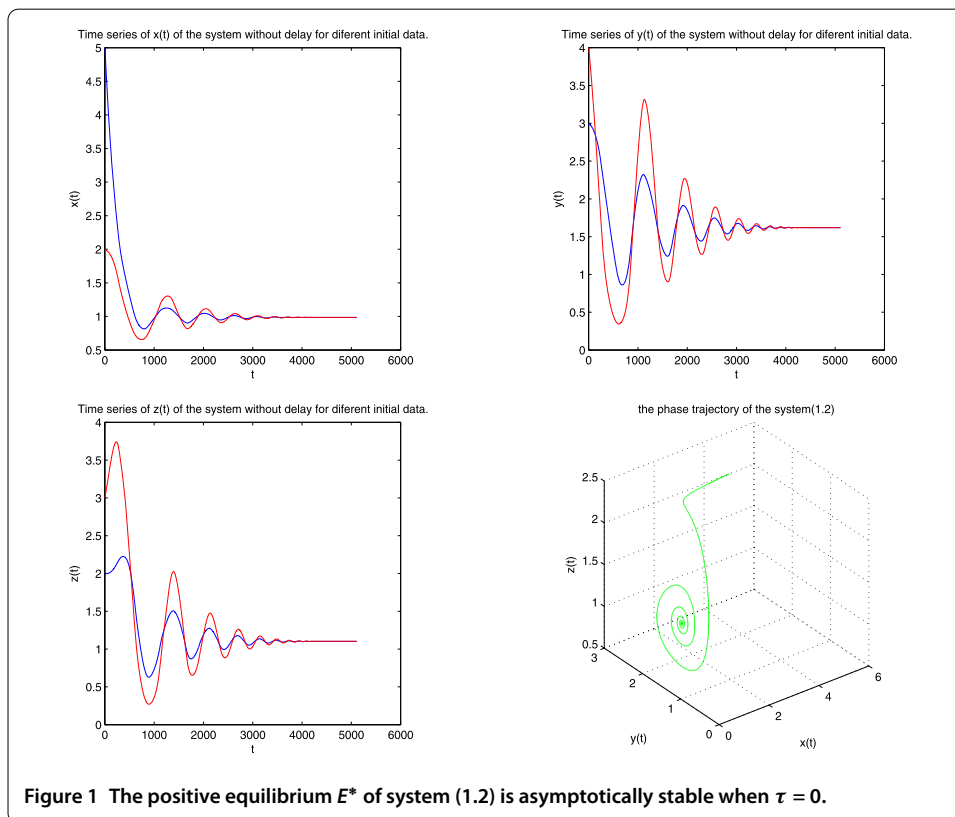 Time series of x(t) of the system without delay for diferent initial data.
5
4.5
4
3.5
3
2.5
2
1.5
1
0.5
x(t)
0 1000 2000 3000 4000 5000 6000
t
Time series of y(t) of the system without delay for diferent initial data.
4
3.5
3
2.5
2
1.5
1
0.5
0
y(t)
0 1000 2000 3000 4000 5000 6000
t
Time series of z(t) of the system without delay for diferent initial data.
4
3.5
3
2.5
2
1.5
1
0.5
0
z(t)
0 1000 2000 3000 4000 5000 6000
t
the phase trajectory of the system(1.2)
2.5
2
1.5
1
0.5
z(t)
3
2
1
0
y(t)
0
2
4
6
x(t)
Figure 1 The positive equilibrium E* of system (1.2) is asymptotically stable when τ = 0.